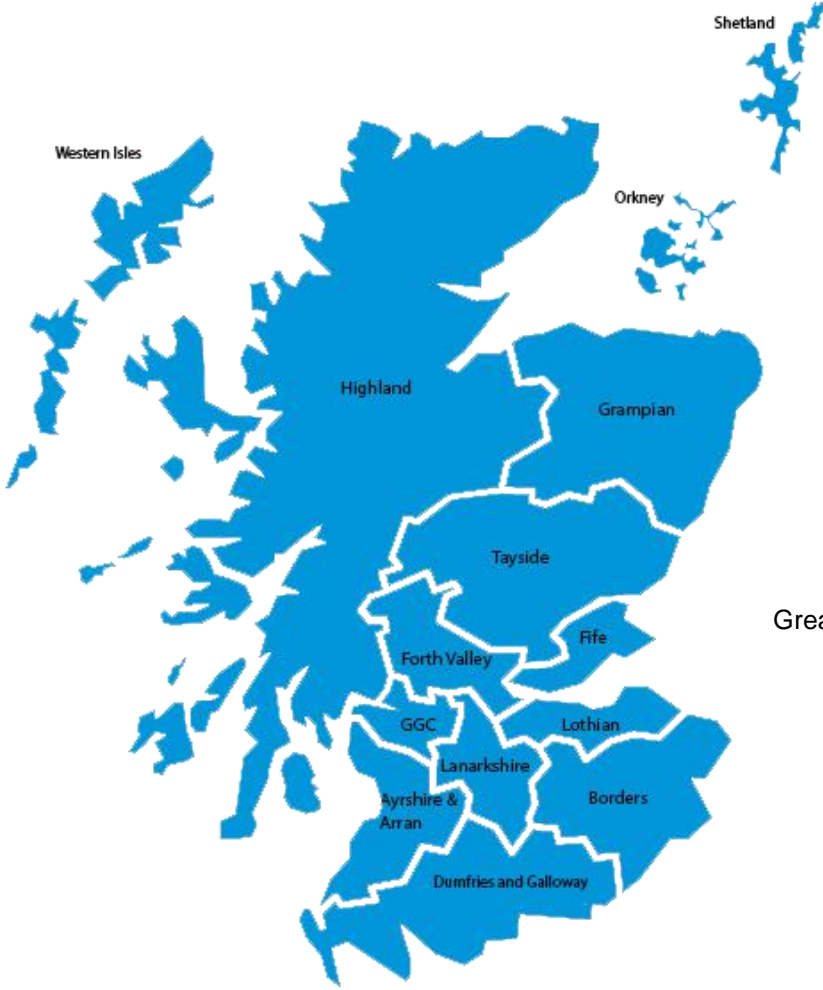 Shetland
Western Isles
Orkney
Highland
Grampian
Tayside
Grea
Fife
Forth Valley
GGC
Lothian
Lanarkshire
Ayrshire &
Arran
Borders
Dumfries and Galloway